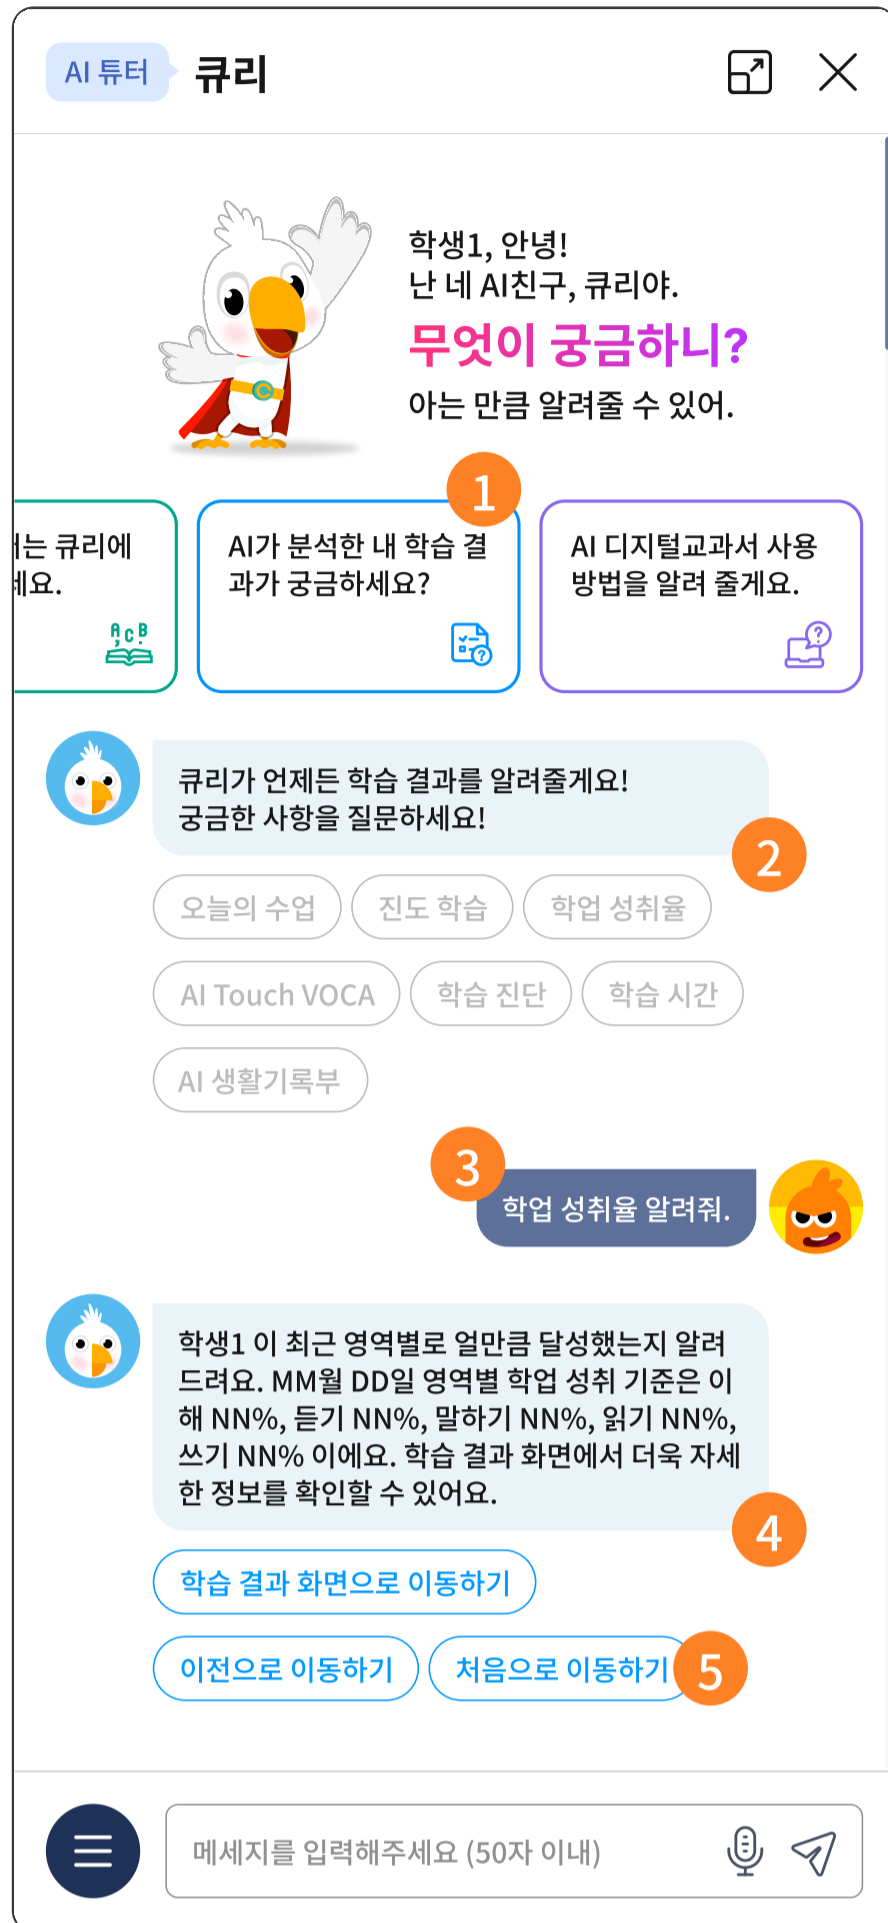 AI 튜터 큐리
학생1, 안녕!
난 네 AI친구, 큐리야.
무엇이 궁금하니?
아는 만큼 알려줄 수 있어.
1
는 큐리에
요.
A C B
AI가 분석한 내 학습 결
과가 궁금하세요?
AI 디지털교과서 사용
방법을 알려 줄게요.
큐리가 언제든 학습 결과를 알려줄게요!
궁금한 사항을 질문하세요!
2
오늘의 수업 진도 학습 학업 성취율
AI Touch VOCA 학습 진단 학습 시간
AI 생활기록부
3
학업 성취율 알려줘.
학생1 이 최근 영역별로 얼만큼 달성했는지 알려
드려요. MM월 DD일 영역별 학업 성취 기준은 이
해 NN%, 듣기 NN%, 말하기 NN%, 읽기 NN%,
쓰기 NN% 이에요. 학습 결과 화면에서 더욱 자세
한 정보를 확인할 수 있어요.
4
학습 결과 화면으로 이동하기
이전으로 이동하기 처음으로 이동하기 5
메세지를 입력해주세요 (50자 이내)